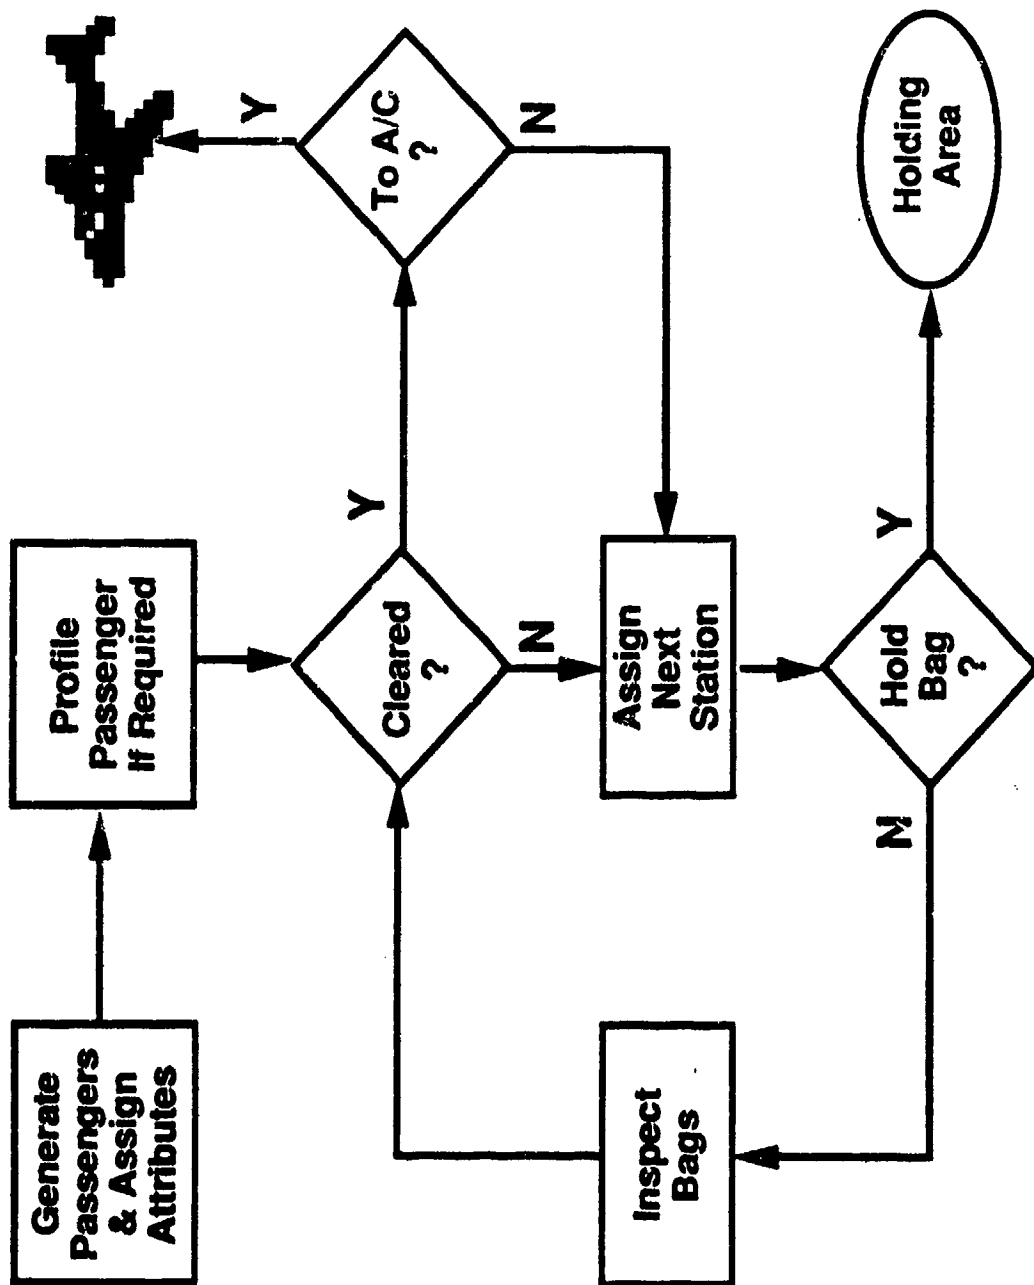 Generate
Passengers
& Assign
Attributes
Profile
Passenger
If Required
Cleared
?
Y
N
To A/C
?
Y
N
Inspect
Bags
Assign
Next
Station
Hold
Bag
?
N
Y
Holding
Area